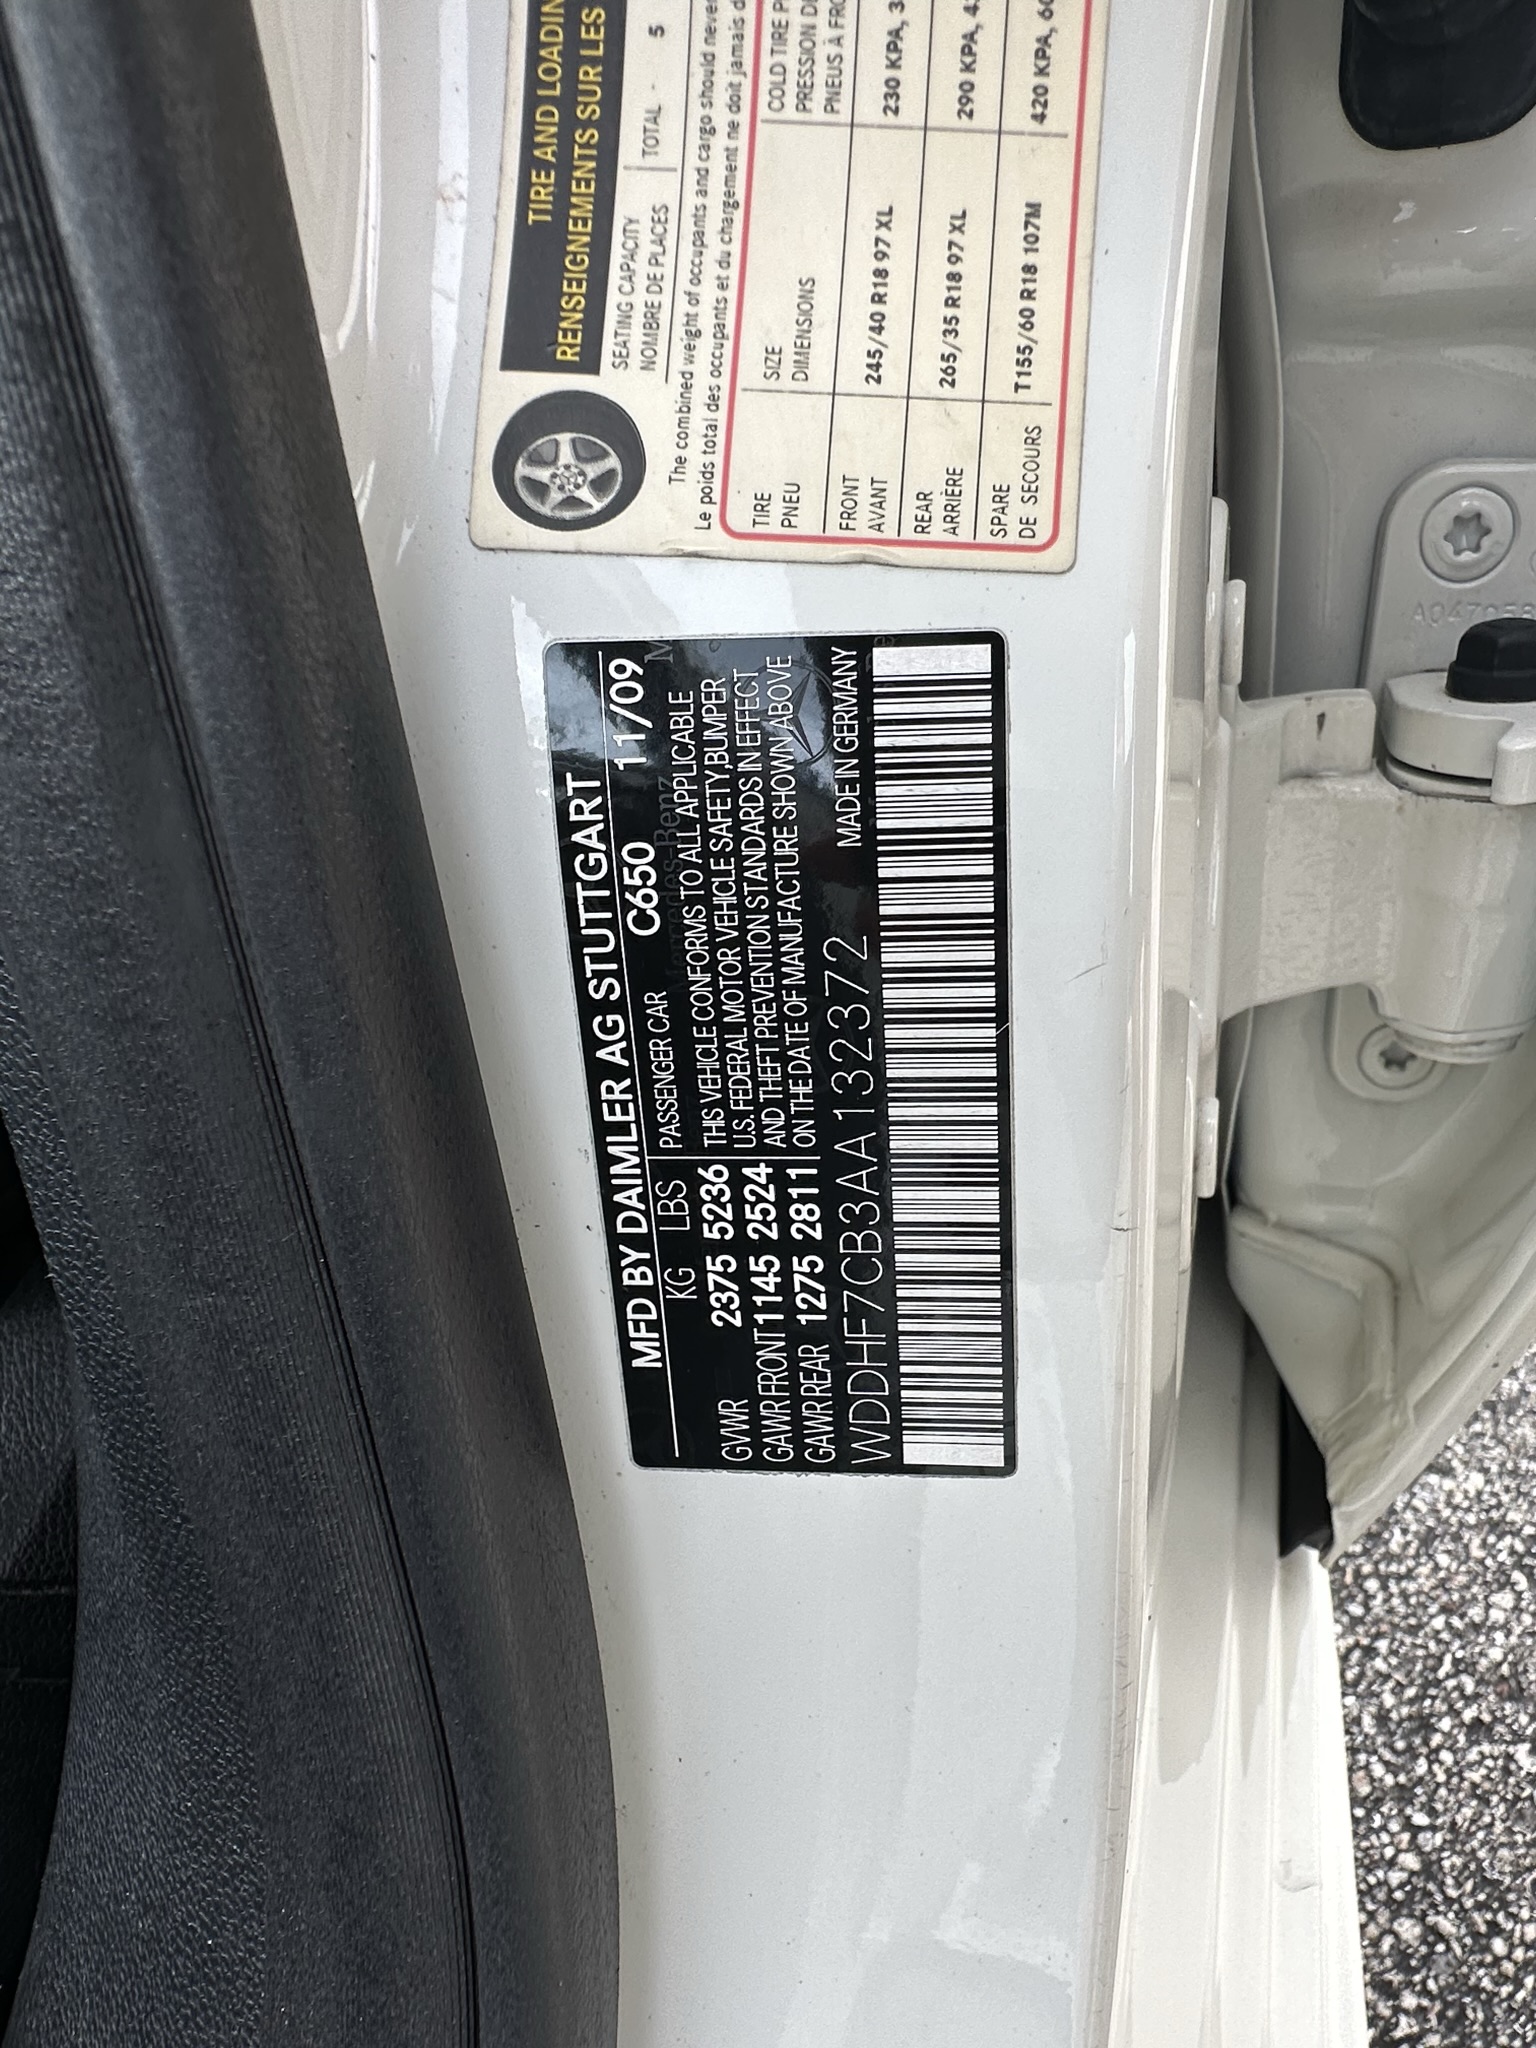 TIRE AND LOADIN
RENSEIGNEMENTS SUR LES
SEATING CAPACITY
NOMBRE DE PLACES
TOTAL - 5
The combined weight of occupants and cargo should never
Le poids total des occupants et du chargement ne doit jamais d
TIRE SIZE COLD TIRE P
PNEU DIMENSIONS PRESSION D
PNEUS À FRO
FRONT
AVANT 245/40 R18 97 XL 230 KPA, 3
REAR
ARRIÈRE 265/35 R18 97 XL 290 KPA, 4
SPARE
DE SECOURS T155/60 R18 107M 420 KPA, 60
MFD BY DAIMLER AG STUTTGART
KG LBS PASSENGER CAR C650 11/09
GVWR 2375 5236 THIS VEHICLE CONFORMS TO ALL APPLICABLE
U.S. FEDERAL MOTOR VEHICLE SAFETY,BUMPER
GAWR FRONT 1145 2524 AND THEFT PREVENTION STANDARDS IN EFFECT
GAWR REAR 1275 2811 ON THE DATE OF MANUFACTURE SHOWN ABOVE
WDDHF7CB3AA132372 MADE IN GERMANY
Mercedes-Benz